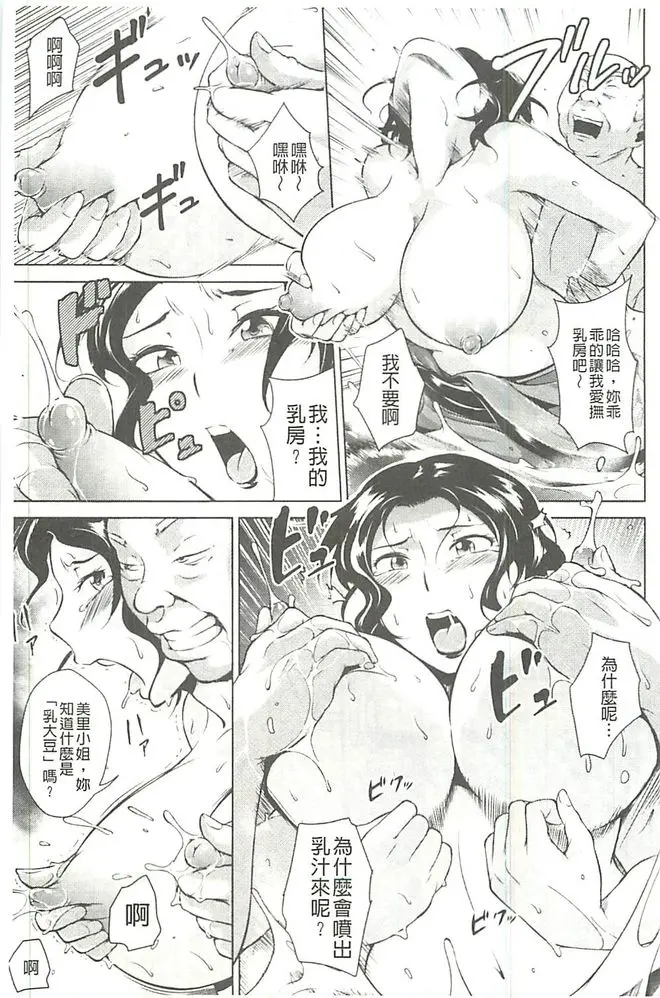 ブルルッ
哈哈哈，妳乖
乖的讓我愛撫
乳房吧～
我不要啊
ギュッ
嘿咻～
嘿咻～
啊啊啊
ギュッ
ドピュ
我…我的
乳房？
ビュッ
為什麼呢…
ビュッ
ビクッ
為什麼會噴出
乳汁來呢？
ビクッ
美里小姐，妳
知道什麼是
「乳大豆」嗎？
啊
啊